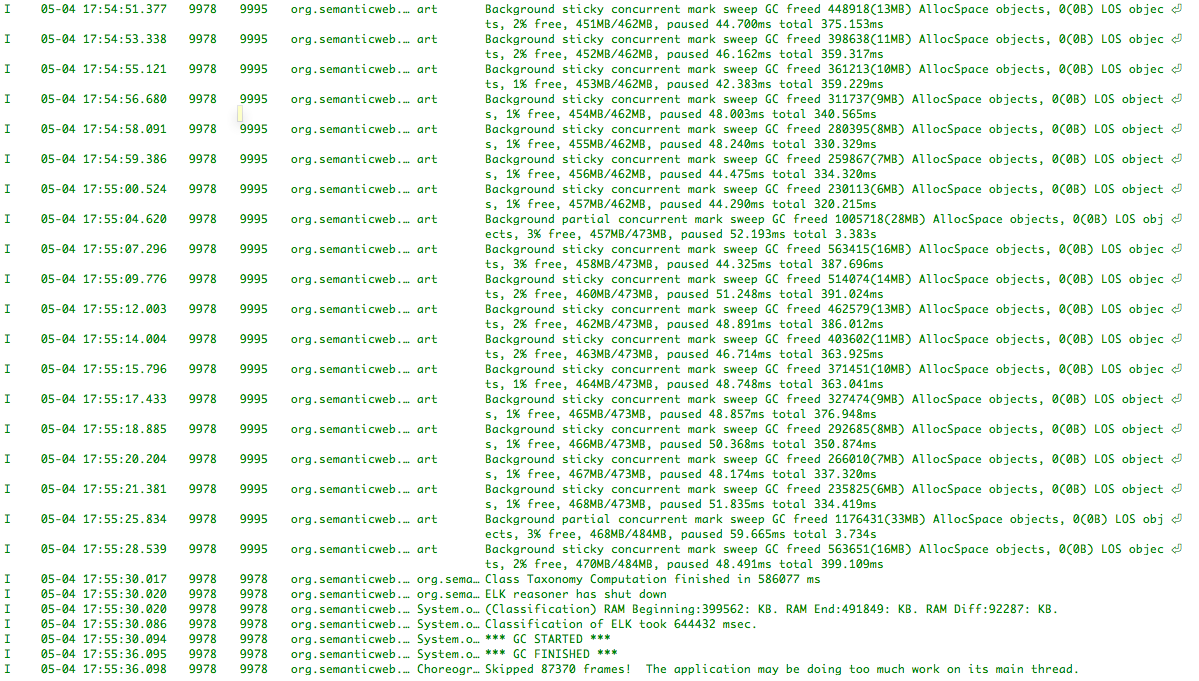 I 05-04 17:54:51.377 9978 9995 org.semanticweb.… art Background sticky concurrent mark sweep GC freed 448918(13MB) AllocSpace objects, 0(0B) LOS objec
ts, 2% free, 451MB/462MB, paused 44.700ms total 375.153ms
I 05-04 17:54:53.338 9978 9995 org.semanticweb.… art Background sticky concurrent mark sweep GC freed 398638(11MB) AllocSpace objects, 0(0B) LOS objec
ts, 2% free, 452MB/462MB, paused 46.162ms total 359.317ms
I 05-04 17:54:55.121 9978 9995 org.semanticweb.… art Background sticky concurrent mark sweep GC freed 361213(10MB) AllocSpace objects, 0(0B) LOS objec
ts, 1% free, 453MB/462MB, paused 42.383ms total 359.229ms
I 05-04 17:54:56.680 9978 9995 org.semanticweb.… art Background sticky concurrent mark sweep GC freed 311737(9MB) AllocSpace objects, 0(0B) LOS object
s, 1% free, 454MB/462MB, paused 48.003ms total 340.565ms
I 05-04 17:54:58.091 9978 9995 org.semanticweb.… art Background sticky concurrent mark sweep GC freed 280395(8MB) AllocSpace objects, 0(0B) LOS object
s, 1% free, 455MB/462MB, paused 48.240ms total 330.329ms
I 05-04 17:54:59.386 9978 9995 org.semanticweb.… art Background sticky concurrent mark sweep GC freed 259867(7MB) AllocSpace objects, 0(0B) LOS object
s, 1% free, 456MB/462MB, paused 44.475ms total 334.320ms
I 05-04 17:55:00.524 9978 9995 org.semanticweb.… art Background sticky concurrent mark sweep GC freed 230113(6MB) AllocSpace objects, 0(0B) LOS object
s, 1% free, 457MB/462MB, paused 44.290ms total 320.215ms
I 05-04 17:55:04.620 9978 9995 org.semanticweb.… art Background partial concurrent mark sweep GC freed 1005718(28MB) AllocSpace objects, 0(0B) LOS obj
ects, 3% free, 457MB/473MB, paused 52.193ms total 3.383s
I 05-04 17:55:07.296 9978 9995 org.semanticweb.… art Background sticky concurrent mark sweep GC freed 563415(16MB) AllocSpace objects, 0(0B) LOS objec
ts, 3% free, 458MB/473MB, paused 44.325ms total 387.696ms
I 05-04 17:55:09.776 9978 9995 org.semanticweb.… art Background sticky concurrent mark sweep GC freed 514074(14MB) AllocSpace objects, 0(0B) LOS objec
ts, 2% free, 460MB/473MB, paused 51.248ms total 391.024ms
I 05-04 17:55:12.003 9978 9995 org.semanticweb.… art Background sticky concurrent mark sweep GC freed 462579(13MB) AllocSpace objects, 0(0B) LOS objec
ts, 2% free, 462MB/473MB, paused 48.891ms total 386.012ms
I 05-04 17:55:14.004 9978 9995 org.semanticweb.… art Background sticky concurrent mark sweep GC freed 403602(11MB) AllocSpace objects, 0(0B) LOS objec
ts, 2% free, 463MB/473MB, paused 46.714ms total 363.925ms
I 05-04 17:55:15.796 9978 9995 org.semanticweb.… art Background sticky concurrent mark sweep GC freed 371451(10MB) AllocSpace objects, 0(0B) LOS objec
ts, 1% free, 464MB/473MB, paused 48.748ms total 363.041ms
I 05-04 17:55:17.433 9978 9995 org.semanticweb.… art Background sticky concurrent mark sweep GC freed 327474(9MB) AllocSpace objects, 0(0B) LOS object
s, 1% free, 465MB/473MB, paused 48.857ms total 376.948ms
I 05-04 17:55:18.885 9978 9995 org.semanticweb.… art Background sticky concurrent mark sweep GC freed 292685(8MB) AllocSpace objects, 0(0B) LOS object
s, 1% free, 466MB/473MB, paused 50.368ms total 350.874ms
I 05-04 17:55:20.204 9978 9995 org.semanticweb.… art Background sticky concurrent mark sweep GC freed 266010(7MB) AllocSpace objects, 0(0B) LOS object
s, 1% free, 467MB/473MB, paused 48.174ms total 337.320ms
I 05-04 17:55:21.381 9978 9995 org.semanticweb.… art Background sticky concurrent mark sweep GC freed 235825(6MB) AllocSpace objects, 0(0B) LOS object
s, 1% free, 468MB/473MB, paused 51.835ms total 334.419ms
I 05-04 17:55:25.834 9978 9995 org.semanticweb.… art Background partial concurrent mark sweep GC freed 1176431(33MB) AllocSpace objects, 0(0B) LOS obj
ects, 3% free, 468MB/484MB, paused 59.665ms total 3.734s
I 05-04 17:55:28.539 9978 9995 org.semanticweb.… art Background sticky concurrent mark sweep GC freed 563651(16MB) AllocSpace objects, 0(0B) LOS objec
ts, 2% free, 470MB/484MB, paused 48.491ms total 399.109ms
I 05-04 17:55:30.017 9978 9978 org.semanticweb.… org.sema… Class Taxonomy Computation finished in 586077 ms
I 05-04 17:55:30.020 9978 9978 org.semanticweb.… org.sema… ELK reasoner has shut down
I 05-04 17:55:30.020 9978 9978 org.semanticweb.… System.o… (Classification) RAM Beginning:399562: KB. RAM End:491849: KB. RAM Diff:92287: KB.
I 05-04 17:55:30.086 9978 9978 org.semanticweb.… System.o… Classification of ELK took 644432 msec.
I 05-04 17:55:30.094 9978 9978 org.semanticweb.… System.o… *** GC STARTED ***
I 05-04 17:55:36.095 9978 9978 org.semanticweb.… System.o… *** GC FINISHED ***
I 05-04 17:55:36.098 9978 9978 org.semanticweb.… Choreogr… Skipped 87370 frames!  The application may be doing too much work on its main thread.